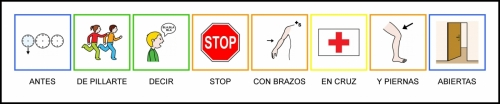 STOP
+s
ANTES DE PILLARTE DECIR STOP CON BRAZOS EN CRUZ Y PIERNAS ABIERTAS